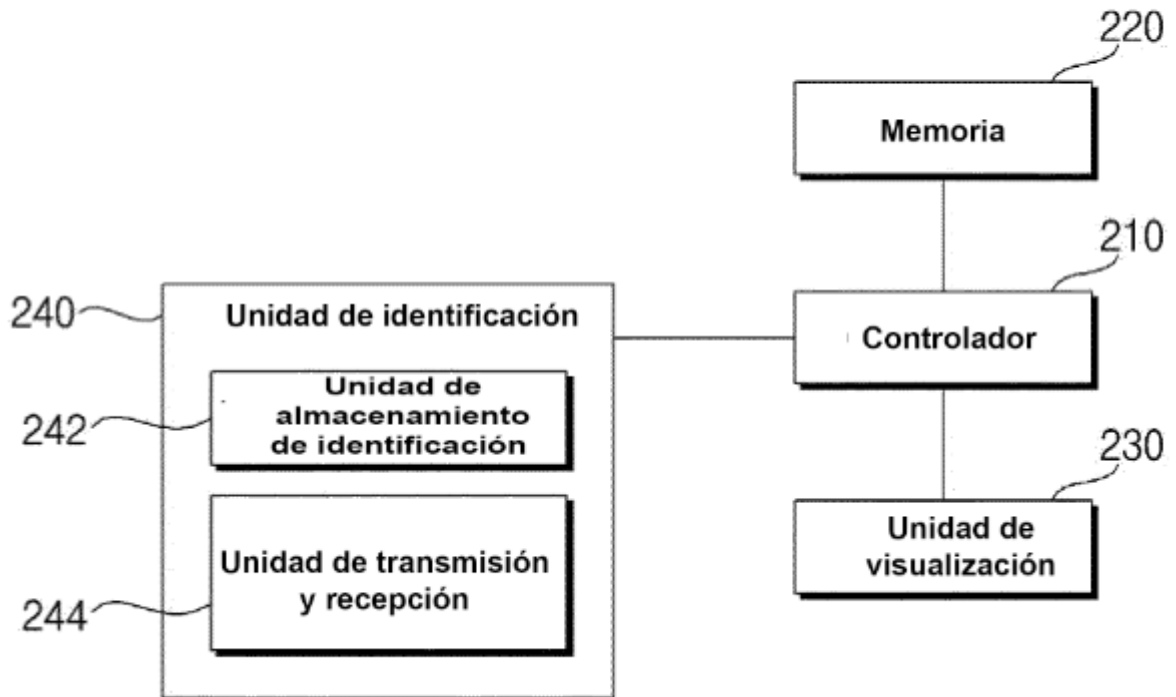 220
Memoria
210
Controlador
240
Unidad de identificación
242
Unidad de
almacenamiento
de identificación
230
Unidad de
visualización
244
Unidad de transmisión
y recepción